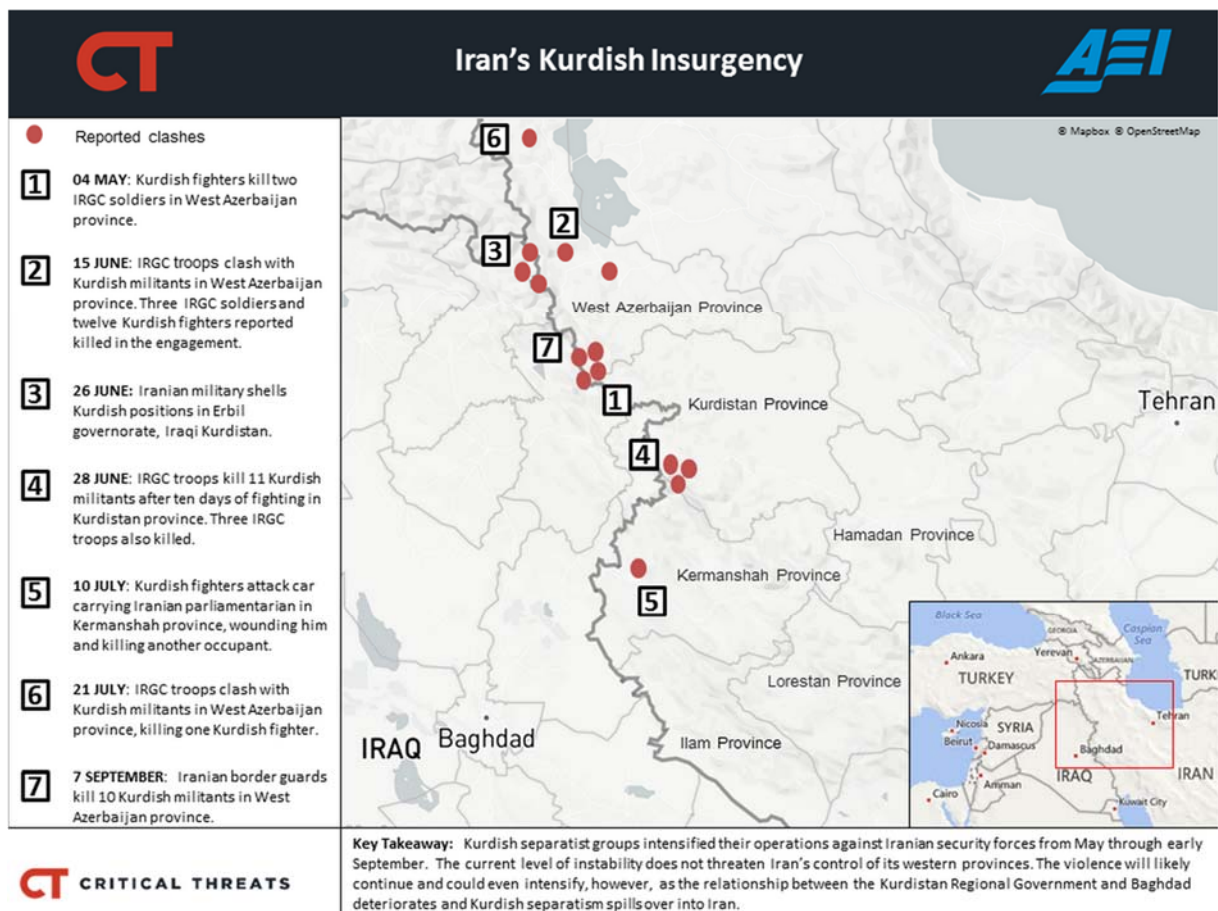 CT
Iran's Kurdish Insurgency
AEI
Reported clashes
1
04 MAY: Kurdish fighters kill two
IRGC soldiers in West Azerbaijan
province.
2
15 JUNE: IRGC troops clash with
Kurdish militants in West Azerbaijan
province. Three IRGC soldiers and
twelve Kurdish fighters reported
killed in the engagement.
3
26 JUNE: Iranian military shells
Kurdish positions in Erbil
governorate, Iraqi Kurdistan.
4
28 JUNE: IRGC troops kill 11 Kurdish
militants after ten days of fighting in
Kurdistan province. Three IRGC
troops also killed.
5
10 JULY: Kurdish fighters attack car
carrying Iranian parliamentarian in
Kermanshah province, wounding him
and killing another occupant.
6
21 JULY: IRGC troops clash with
Kurdish militants in West Azerbaijan
province, killing one Kurdish fighter.
7
7 SEPTEMBER: Iranian border guards
kill 10 Kurdish militants in West
Azerbaijan province.
© Mapbox © OpenStreetMap
6
2
3
West Azerbaijan Province
7
1
Kurdistan Province
Tehran
4
Hamadan Province
Kermanshah Province
5
Lorestan Province
IRAQ
Baghdad
Ilam Province
Black Sea
Caspian
Sea
GEORGIA
Ankara
Yerevan
AZERBAIJAN
TURKEY
TURK
Nicosia
SYRIA
Tehran
Beirut
Damascus
Baghdad
IRAQ
IRAN
Amman
Cairo
Kuwait City
CT CRITICAL THREATS
Key Takeaway: Kurdish separatist groups intensified their operations against Iranian security forces from May through early
September. The current level of instability does not threaten Iran's control of its western provinces. The violence will likely
continue and could even intensify, however, as the relationship between the Kurdistan Regional Government and Baghdad
deteriorates and Kurdish separatism spills over into Iran.